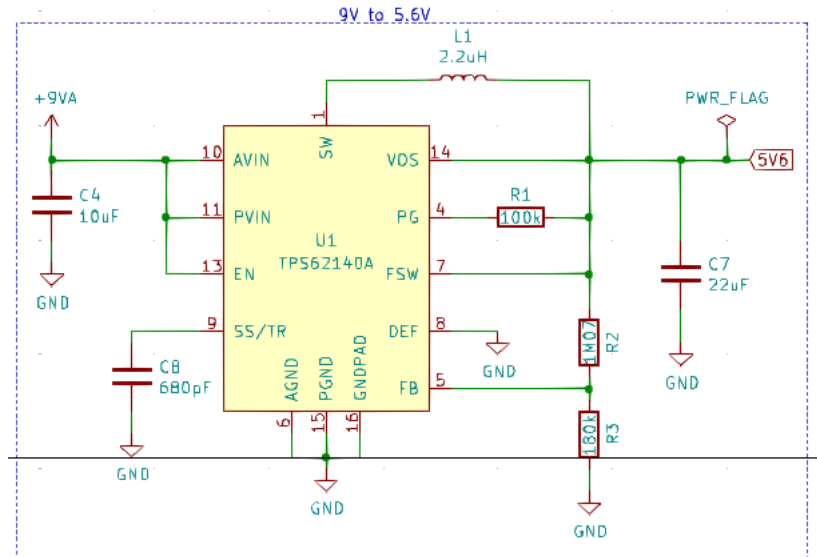 9V to 5.6V
L1
2.2uH
+9VA
PWR_FLAG
1
SW
10
AVIN
VOS
14
5V6
C4
10uF
R1
100k
11
PVIN
PG
4
U1
TPS62140A
13
EN
FSW
7
C7
22uF
GND
9
SS/TR
DEF
8
1M07
R2
GND
GND
C8
680pF
AGND
PGND
GNDPAD
FB
5
6
15
16
180k
R3
GND
GND
GND